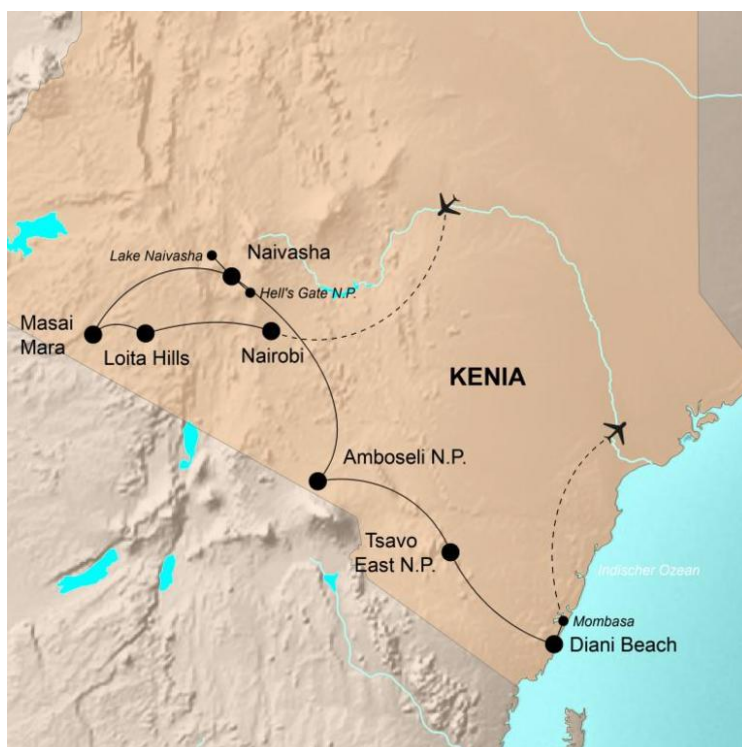 Lake Naivasha
Naivasha
Hell's Gate N.P.
Masai
Mara
Loita Hills
Nairobi
KENIA
Amboseli N.P.
Tsavo
East N.P.
Indischer Ozean
Mombasa
Diani Beach